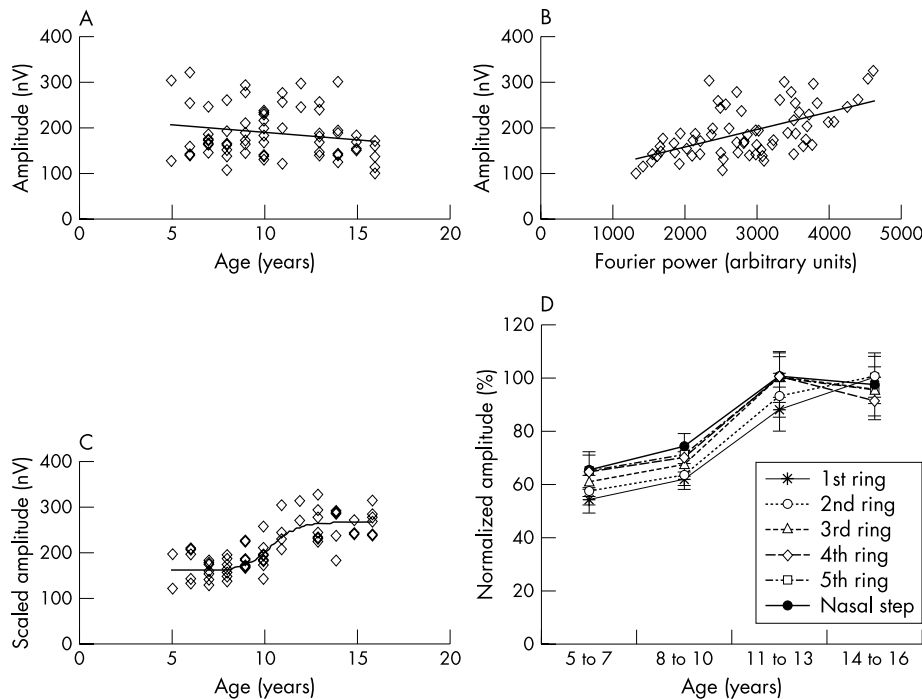 A
400
300
200
100
0
Amplitude (nV)
0
5
10
15
20
Age (years)
B
400
300
200
100
0
Amplitude (nV)
0
1000
2000
3000
4000
5000
Fourier power (arbitrary units)
C
400
300
200
100
0
Scaled amplitude (nV)
0
5
10
15
20
Age (years)
D
120
100
80
60
40
20
0
Normalized amplitude (%)
1st ring
2nd ring
3rd ring
4th ring
5th ring
Nasal step
5 to 7
8 to 10
11 to 13
14 to 16
Age (years)